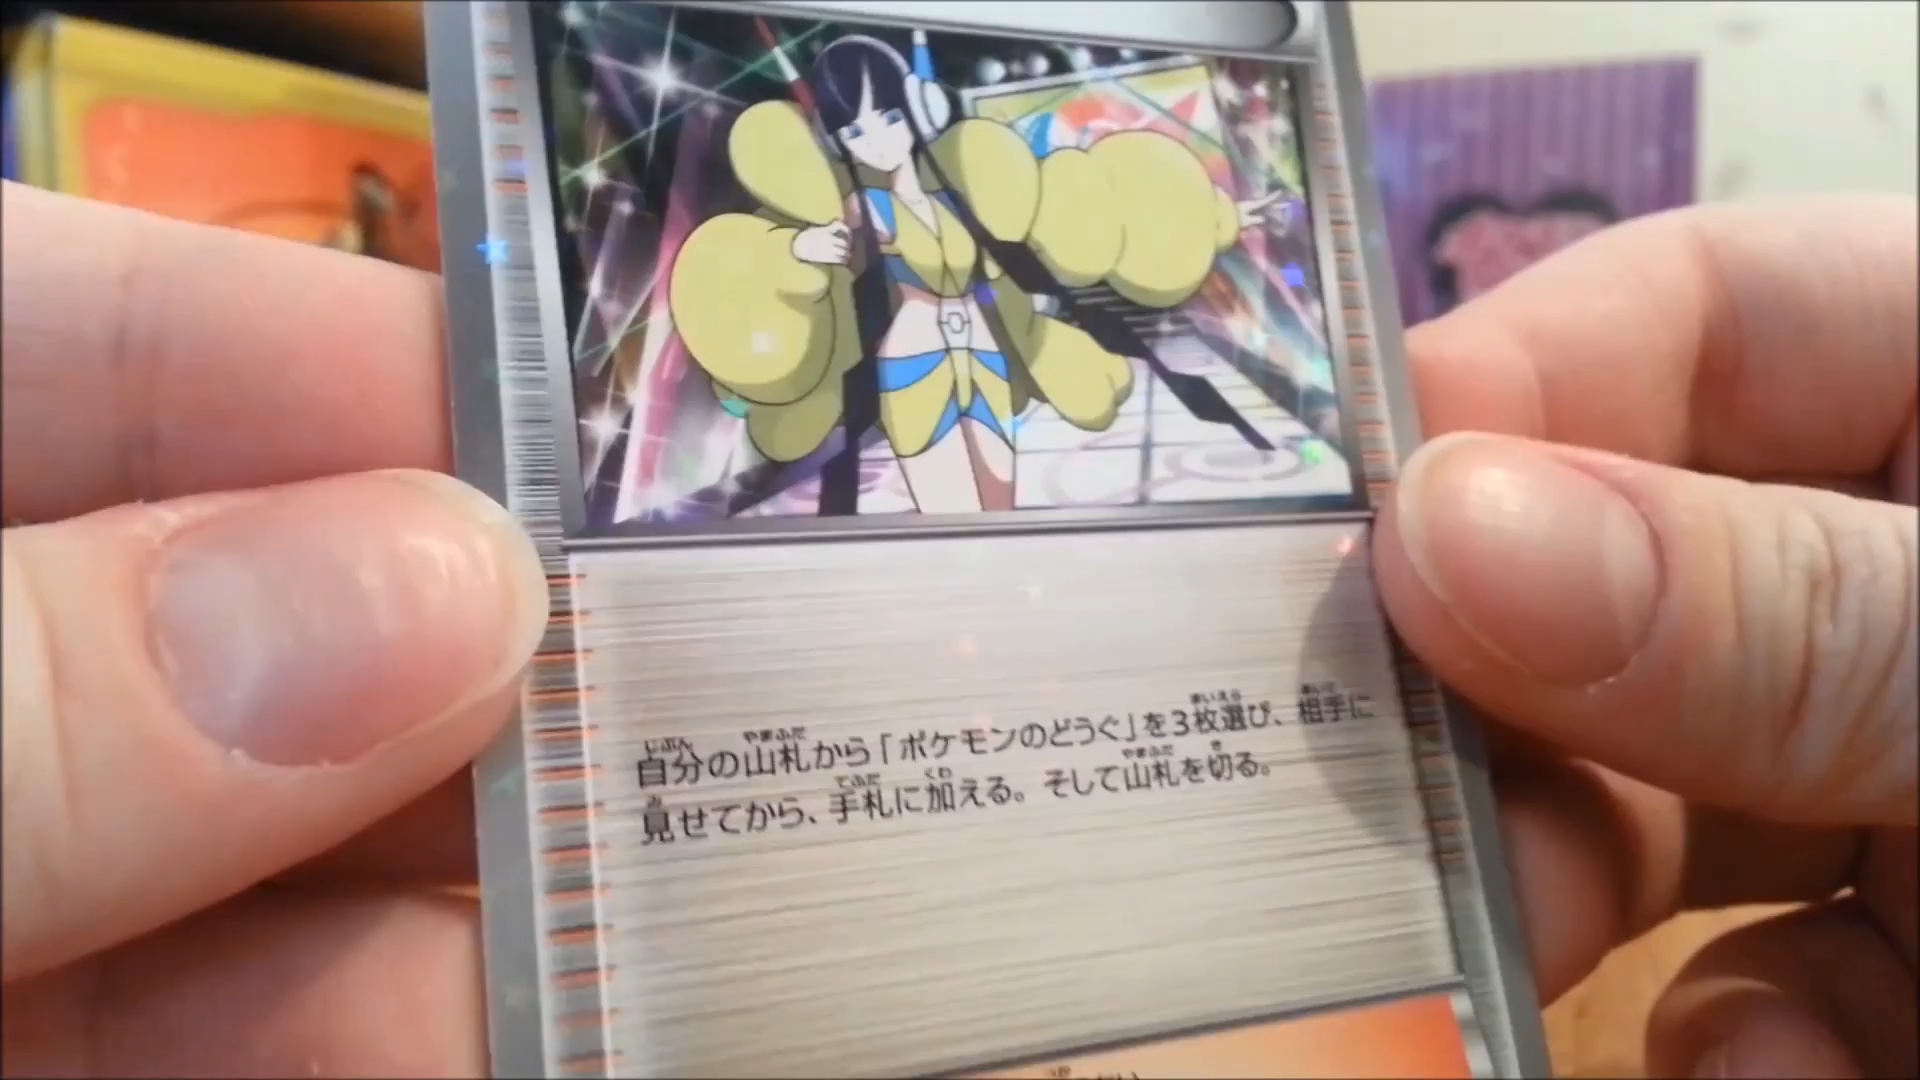 自分の山札から「ポケモンのどうぐ」を3枚選び、相手に
見せてから、手札に加える。そして山札を切る。